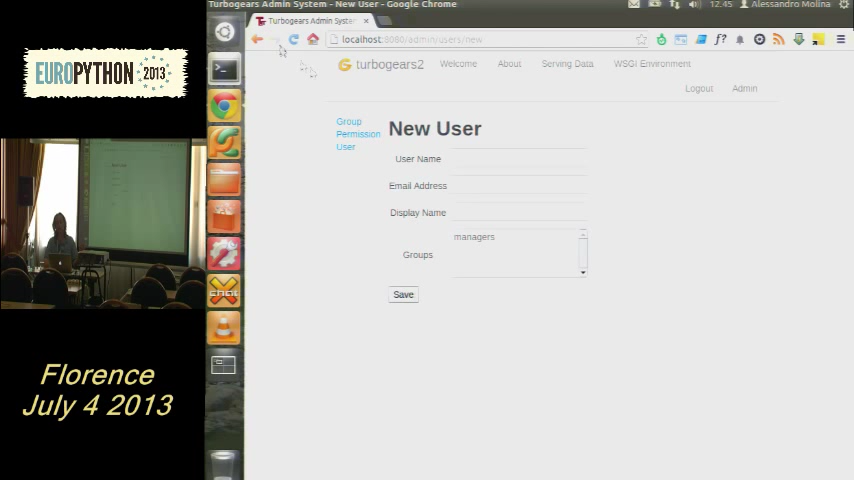 Turbogears Admin System - New User - Google Chrome
12.45
Alessandro Molina
Turbogears Admin System
localhost:8080/admin/users/new
f?
turbogears2
Welcome
About
Serving Data
WSGI Environment
Logout
Admin
Group
Permission
User
New User
User Name
Email Address
Display Name
Groups
managers
Save
EUROPYTHON 2013
Florence
July 4 2013